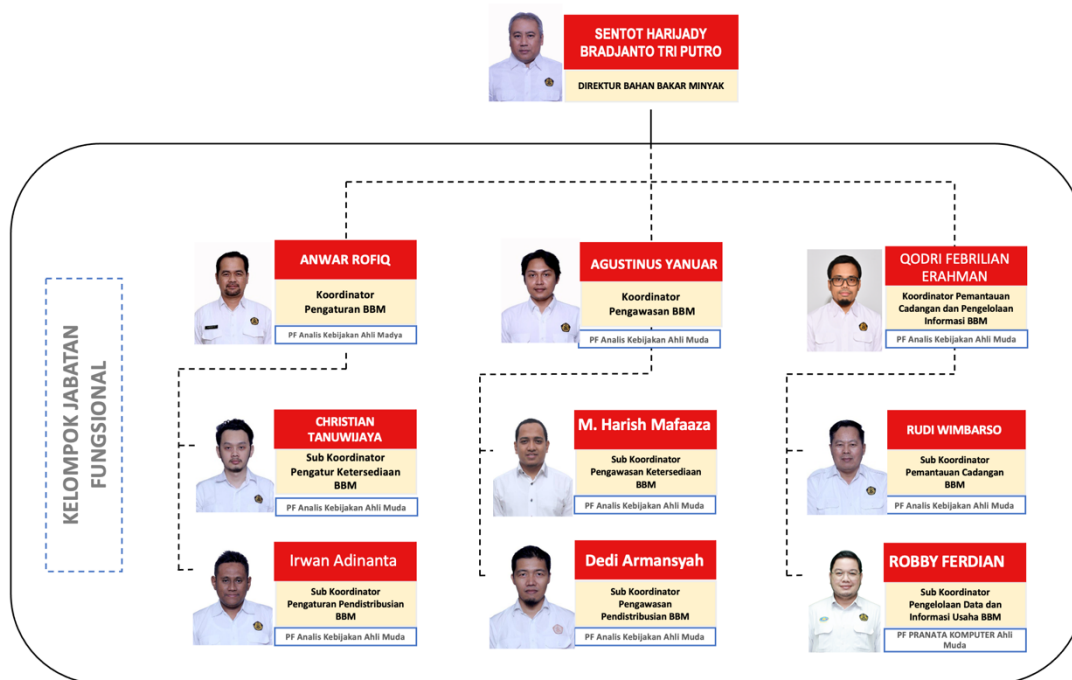 SENTOT HARIJADY
BRADJANTO TRI PUTRO
DIREKTUR BAHAN BAKAR MINYAK
KELOMPOK JABATAN
FUNGSIONAL
ANWAR ROFIQ
Koordinator
Pengaturan BBM
PF Analis Kebijakan Ahli Madya
AGUSTINUS YANUAR
Koordinator
Pengawasan BBM
PF Analis Kebijakan Ahli Muda
QODRI FEBRILIAN
ERAHMAN
Koordinator Pemantauan
Cadangan dan Pengelolaan
Informasi BBM
PF Analis Kebijakan Ahli Muda
CHRISTIAN
TANUWIJAYA
Sub Koordinator
Pengatur Ketersediaan
BBM
PF Analis Kebijakan Ahli Muda
M. Harish Mafaaza
Sub Koordinator
Pengawasan Ketersediaan
BBM
PF Analis Kebijakan Ahli Muda
RUDI WIMBARSO
Sub Koordinator
Pemantauan Cadangan
BBM
PF Analis Kebijakan Ahli Muda
Irwan Adinanta
Sub Koordinator
Pengaturan Pendistribusian
BBM
PF Analis Kebijakan Ahli Muda
Dedi Armansyah
Sub Koordinator
Pengawasan
Pendistribusian BBM
PF Analis Kebijakan Ahli Muda
ROBBY FERDIAN
Sub Koordinator
Pengelolaan Data dan
Informasi Usaha BBM
PF PRANATA KOMPUTER Ahli
Muda